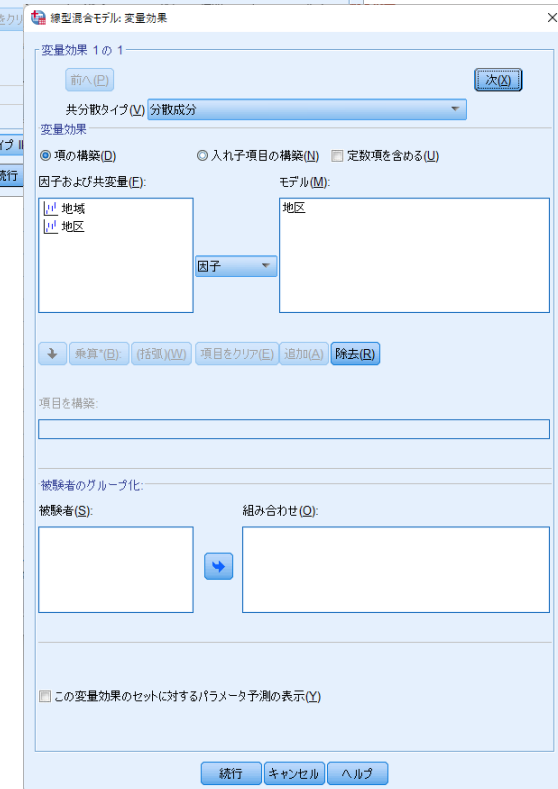 をクリ
線型混合モデル: 変量効果
変量効果 1 の 1
前へ(P)
次(X)
共分散タイプ(V) 分散成分
変量効果
イプ II
項の構築(D) 入れ子項目の構築(N) 定数項を含める(U)
続行
因子および共変量(F): モデル(M):
地域
地区
地区
因子
乗算*(B): (括弧)(W) 項目をクリア(E) 追加(A) 除去(R)
項目を構築:
被験者のグループ化:
被験者(S): 組み合わせ(O):
この変量効果のセットに対するパラメータ予測の表示(Y)
続行 キャンセル ヘルプ